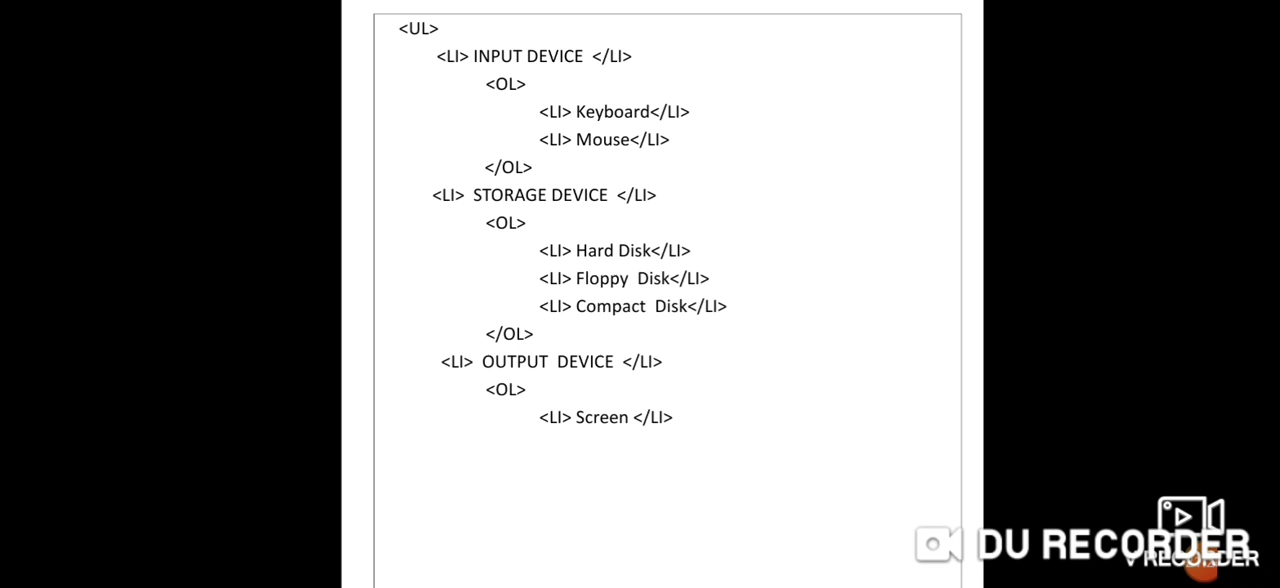 <UL>
<LI> INPUT DEVICE </LI>
<OL>
<LI> Keyboard</LI>
<LI> Mouse</LI>
</OL>
<LI> STORAGE DEVICE </LI>
<OL>
<LI> Hard Disk</LI>
<LI> Floppy Disk</LI>
<LI> Compact Disk</LI>
</OL>
<LI> OUTPUT DEVICE </LI>
<OL>
<LI> Screen </LI>
DU RECORDER
V RECORDER